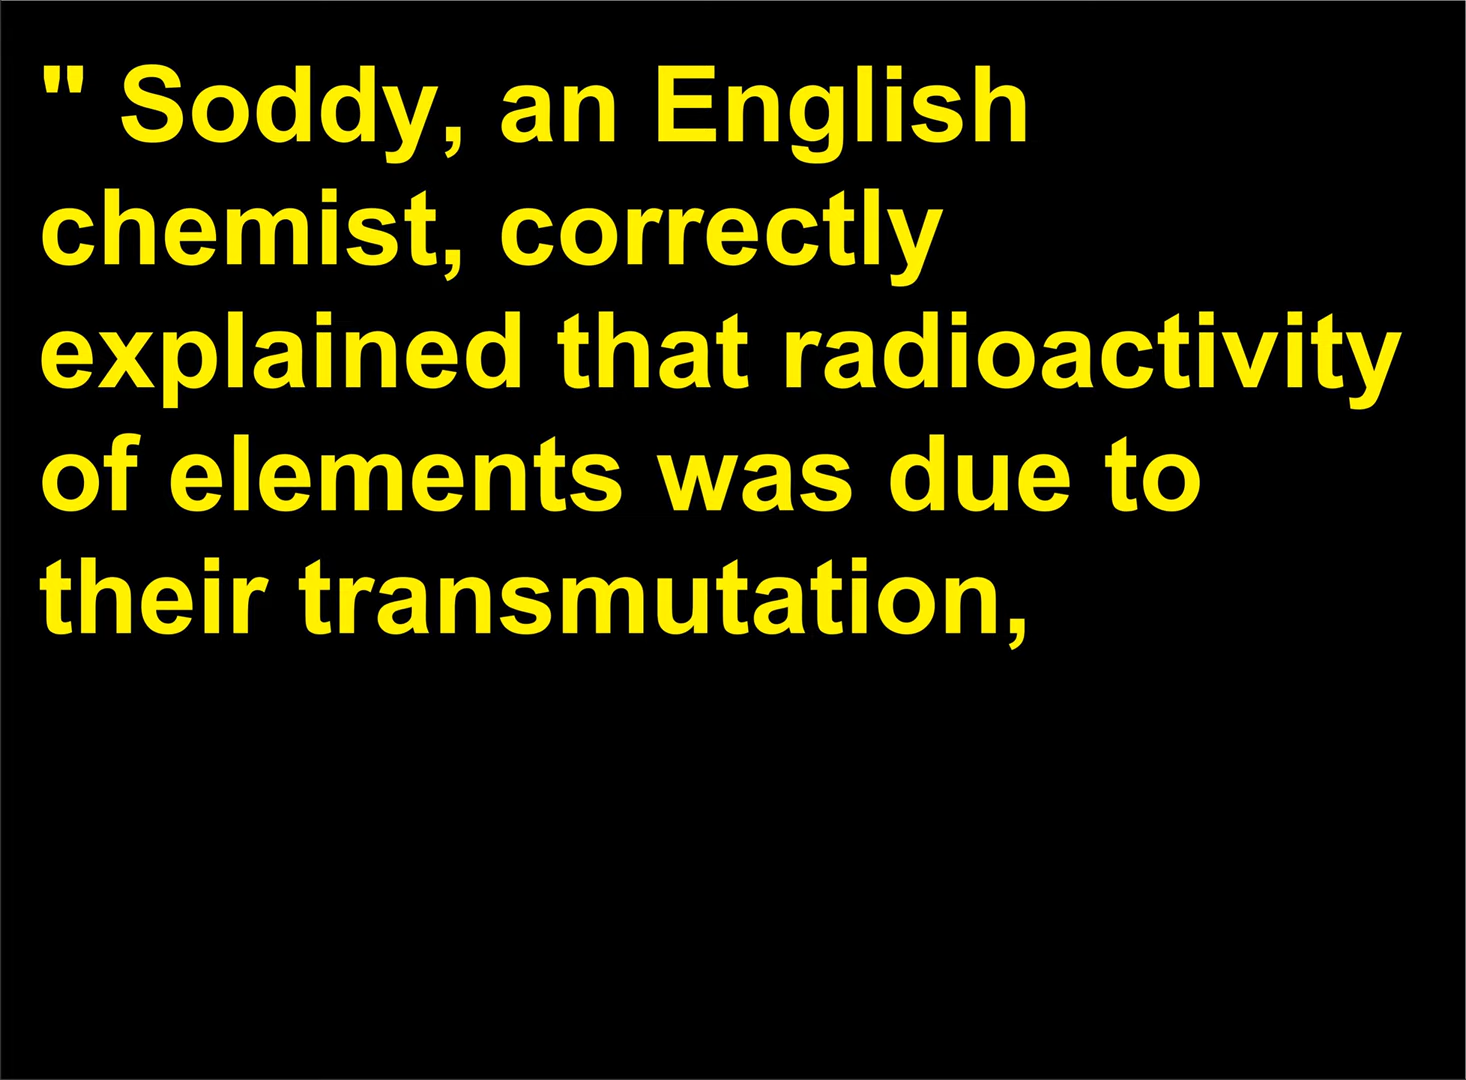 " Soddy, an English
chemist, correctly
explained that radioactivity
of elements was due to
their transmutation,